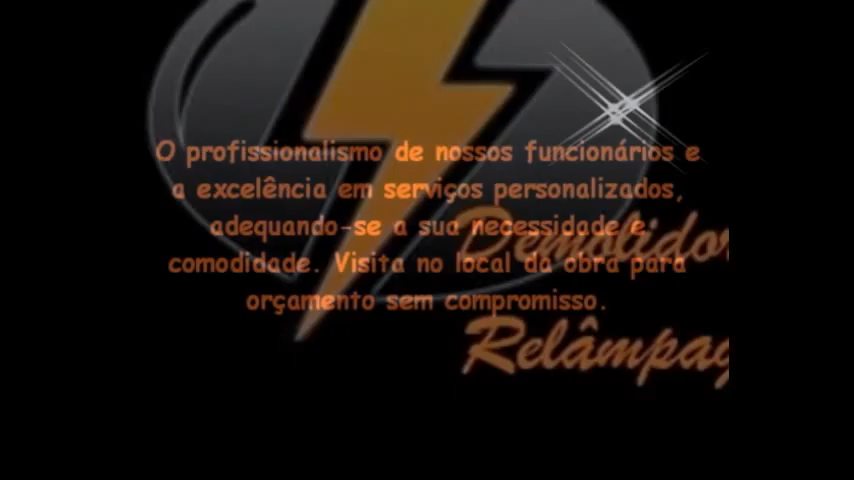 O profissionalismo de nossos funcionários e
a excelência em serviços personalizados,
adequando-se a sua necessidade e
comodidade. Visita no local da obra para
orçamento sem compromisso.